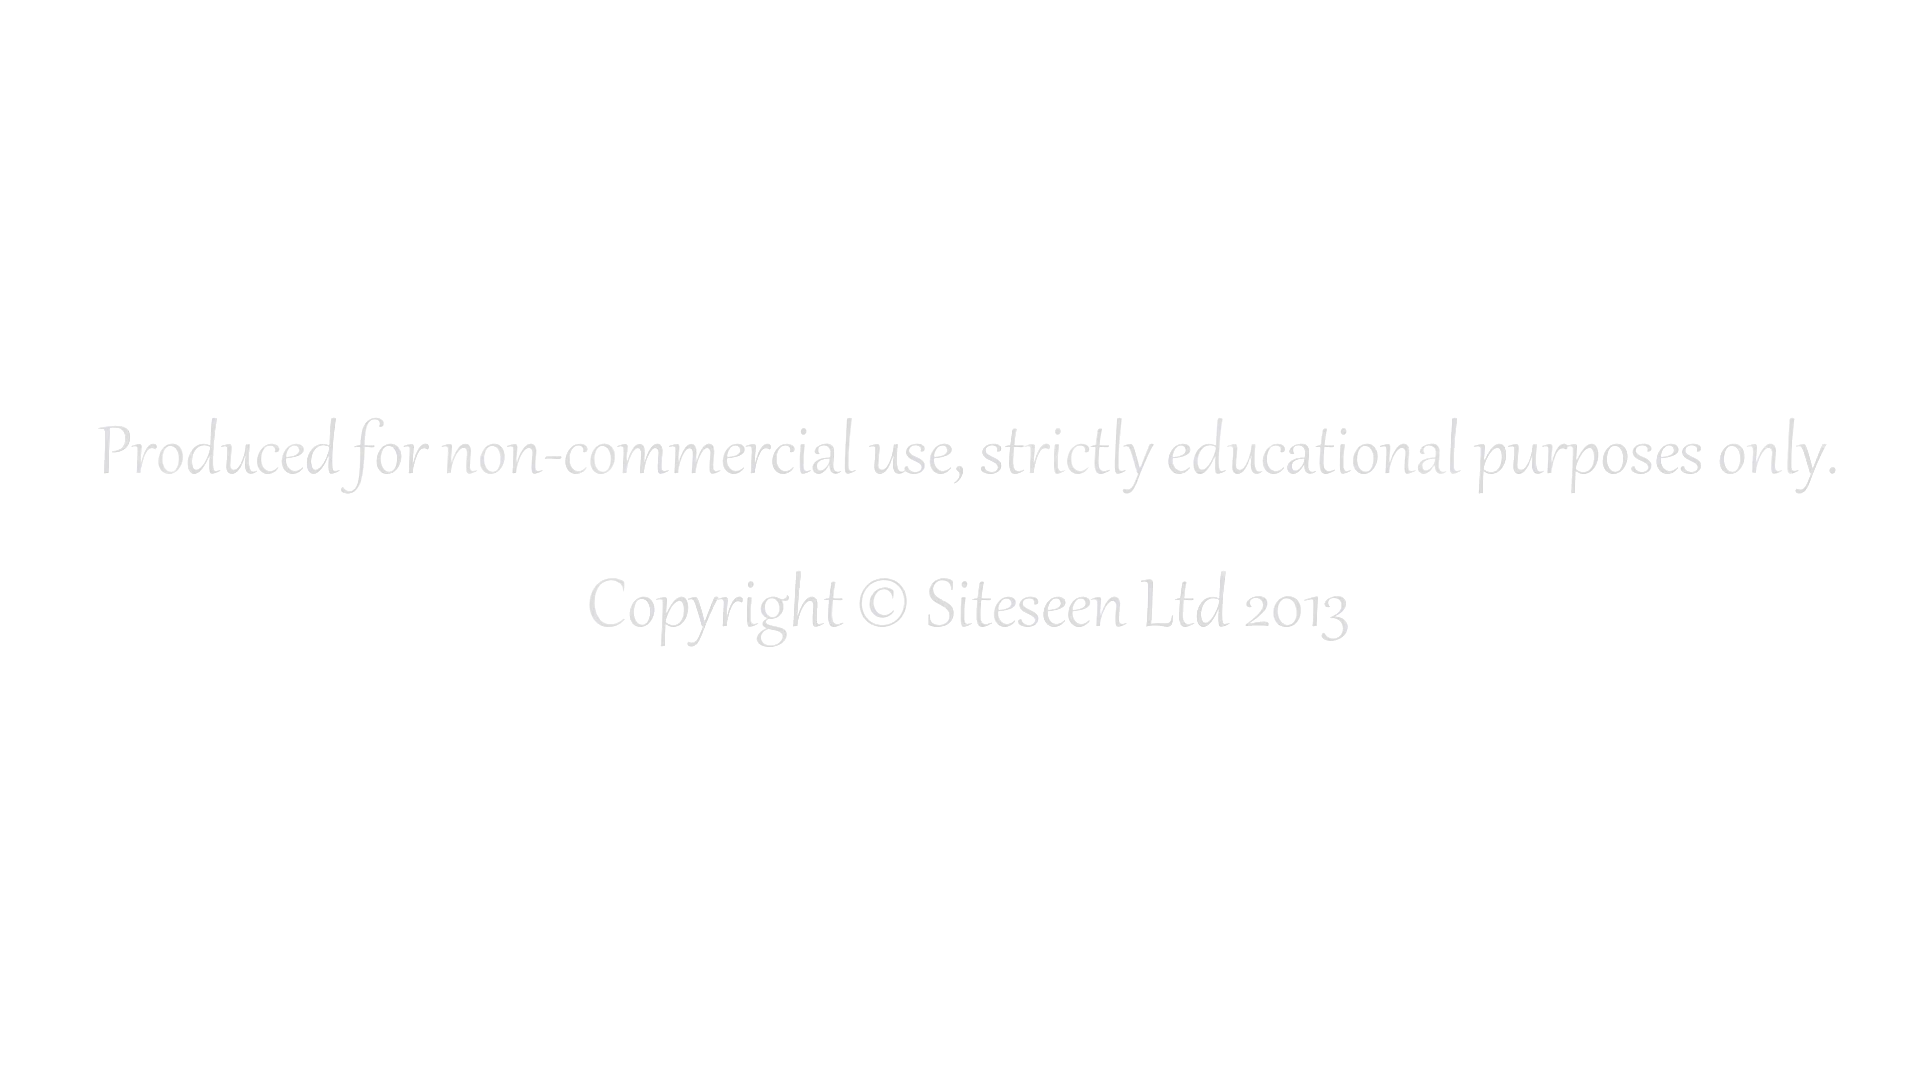 Produced for non-commercial use, strictly educational purposes only.
Copyright © Siteseen Ltd 2013